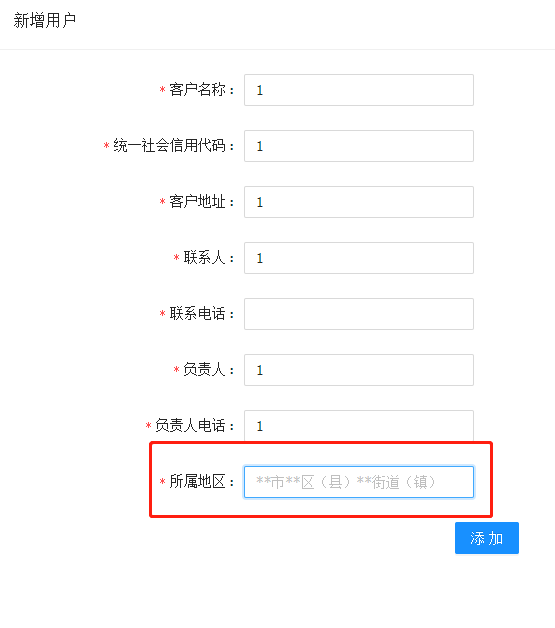 新增用户
* 客户名称： 1
* 统一社会信用代码： 1
* 客户地址： 1
* 联系人： 1
* 联系电话：
* 负责人： 1
* 负责人电话： 1
* 所属地区： **市**区（县）**街道（镇）
添 加